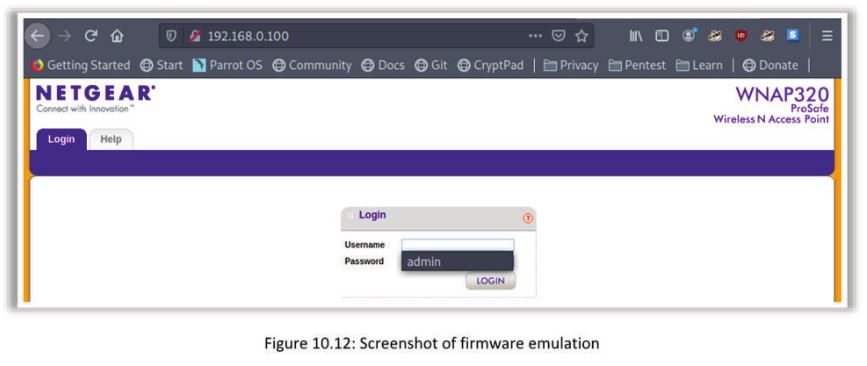 192.168.0.100
Getting Started Start Parrot OS Community Docs Git CryptPad Privacy Pentest Learn Donate
NETGEAR
Connect with Innovation™
WNAP320
ProSafe
Wireless N Access Point
Login Help
Login
Username
Password admin
LOGIN
Figure 10.12: Screenshot of firmware emulation